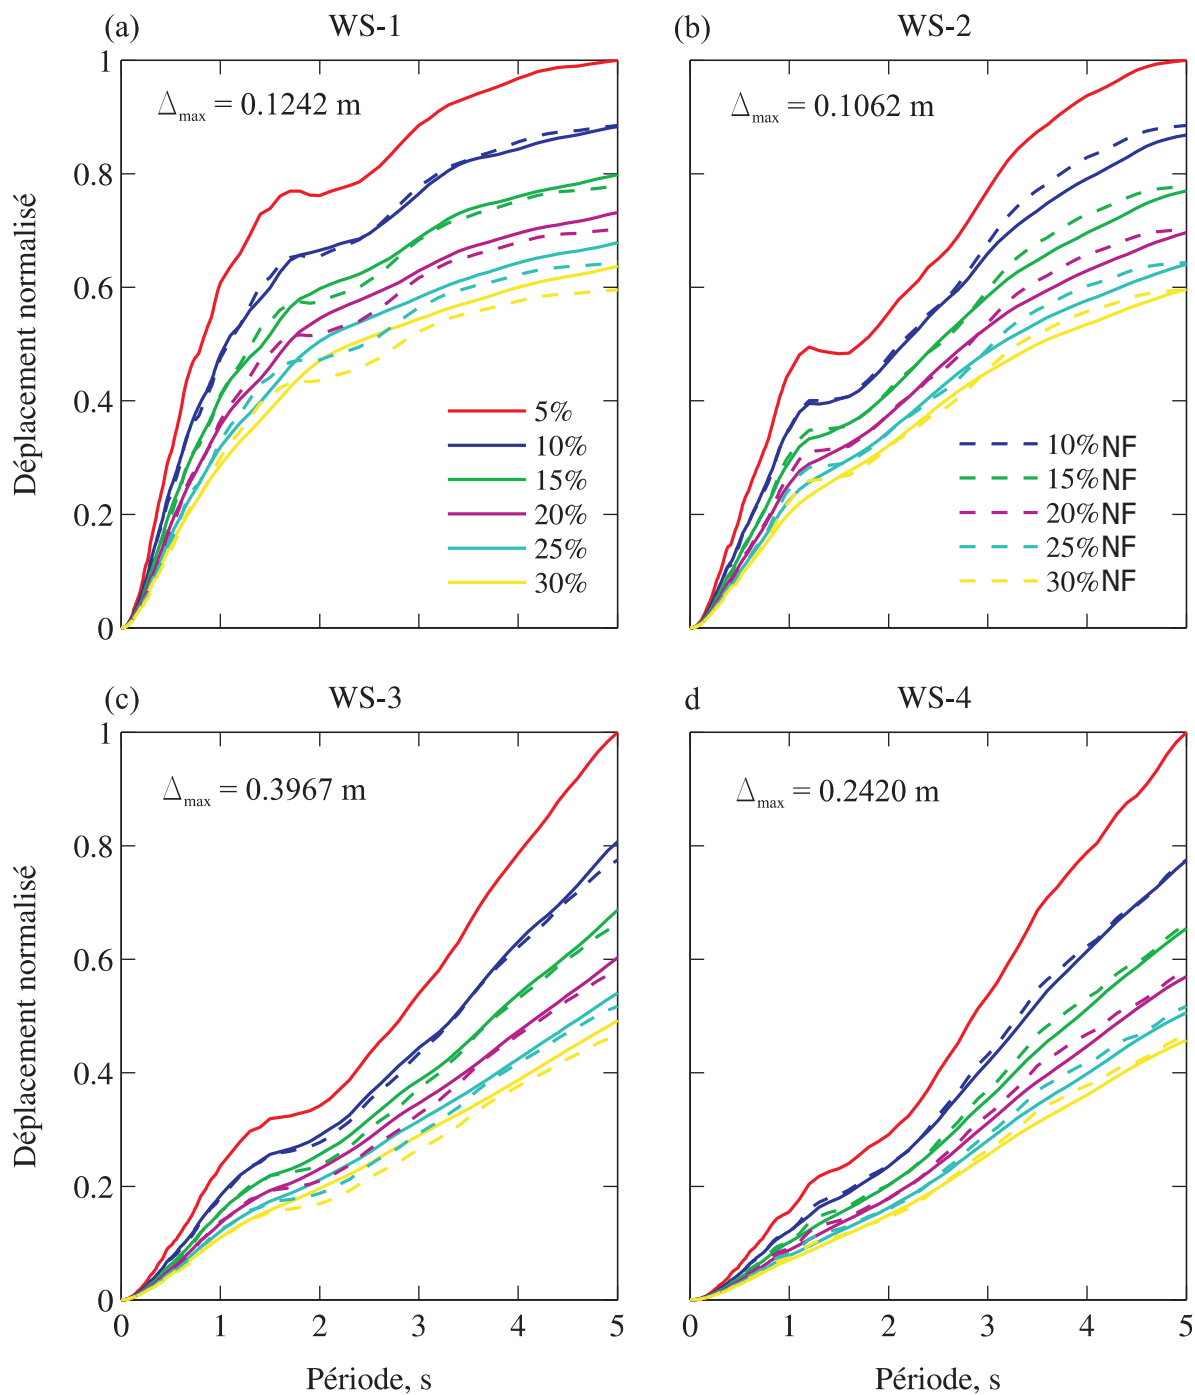 (a) WS-1
(b) WS-2
Déplacement normalisé
1
0.8
0.6
0.4
0.2
0
Δmax = 0.1242 m
5%
10%
15%
20%
25%
30%
Δmax = 0.1062 m
10%NF
15%NF
20%NF
25%NF
30%NF
(c) WS-3
d WS-4
Déplacement normalisé
1
0.8
0.6
0.4
0.2
0
Δmax = 0.3967 m
Δmax = 0.2420 m
0 1 2 3 4 5
0 1 2 3 4 5
Période, s
Période, s